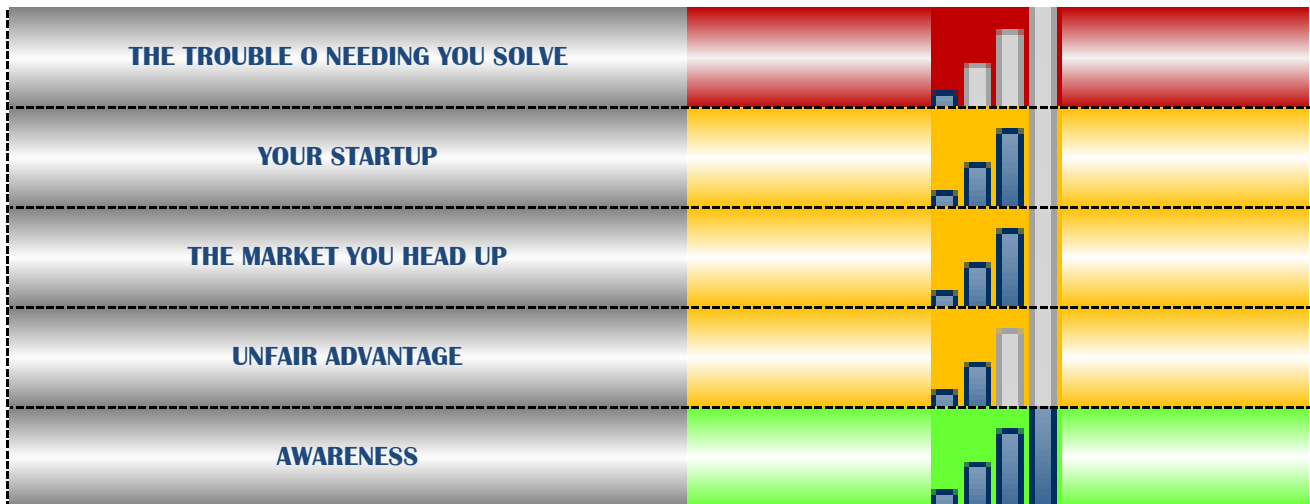 THE TROUBLE O NEEDING YOU SOLVE
YOUR STARTUP
THE MARKET YOU HEAD UP
UNFAIR ADVANTAGE
AWARENESS